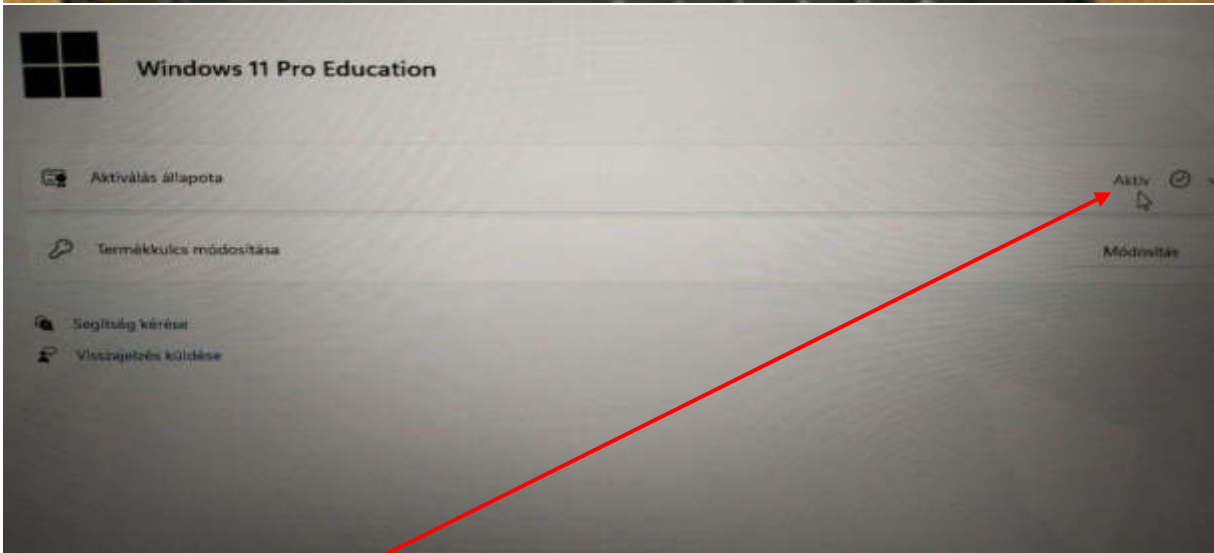 Windows 11 Pro Education
Aktiválás állapota
Aktív
Termékkulcs módosítása
Módosítás
Segítség kérése
Visszajelzés küldése